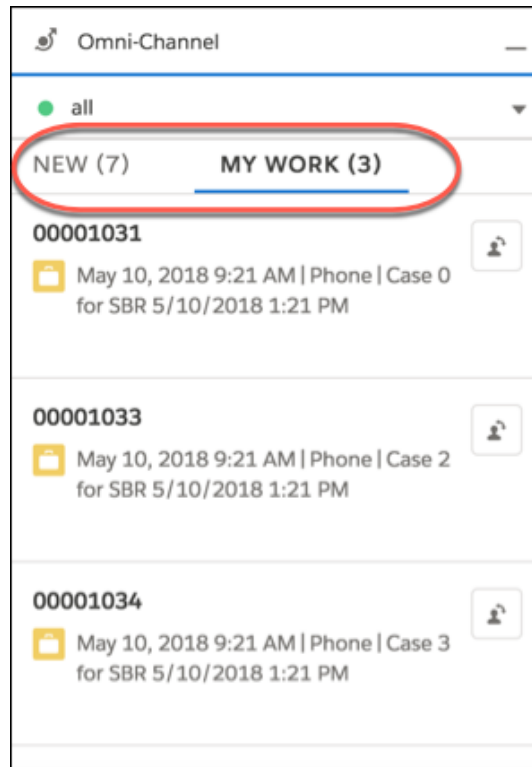 Omni-Channel
all
NEW (7) MY WORK (3)
00001031
May 10, 2018 9:21 AM | Phone | Case 0
for SBR 5/10/2018 1:21 PM
00001033
May 10, 2018 9:21 AM | Phone | Case 2
for SBR 5/10/2018 1:21 PM
00001034
May 10, 2018 9:21 AM | Phone | Case 3
for SBR 5/10/2018 1:21 PM